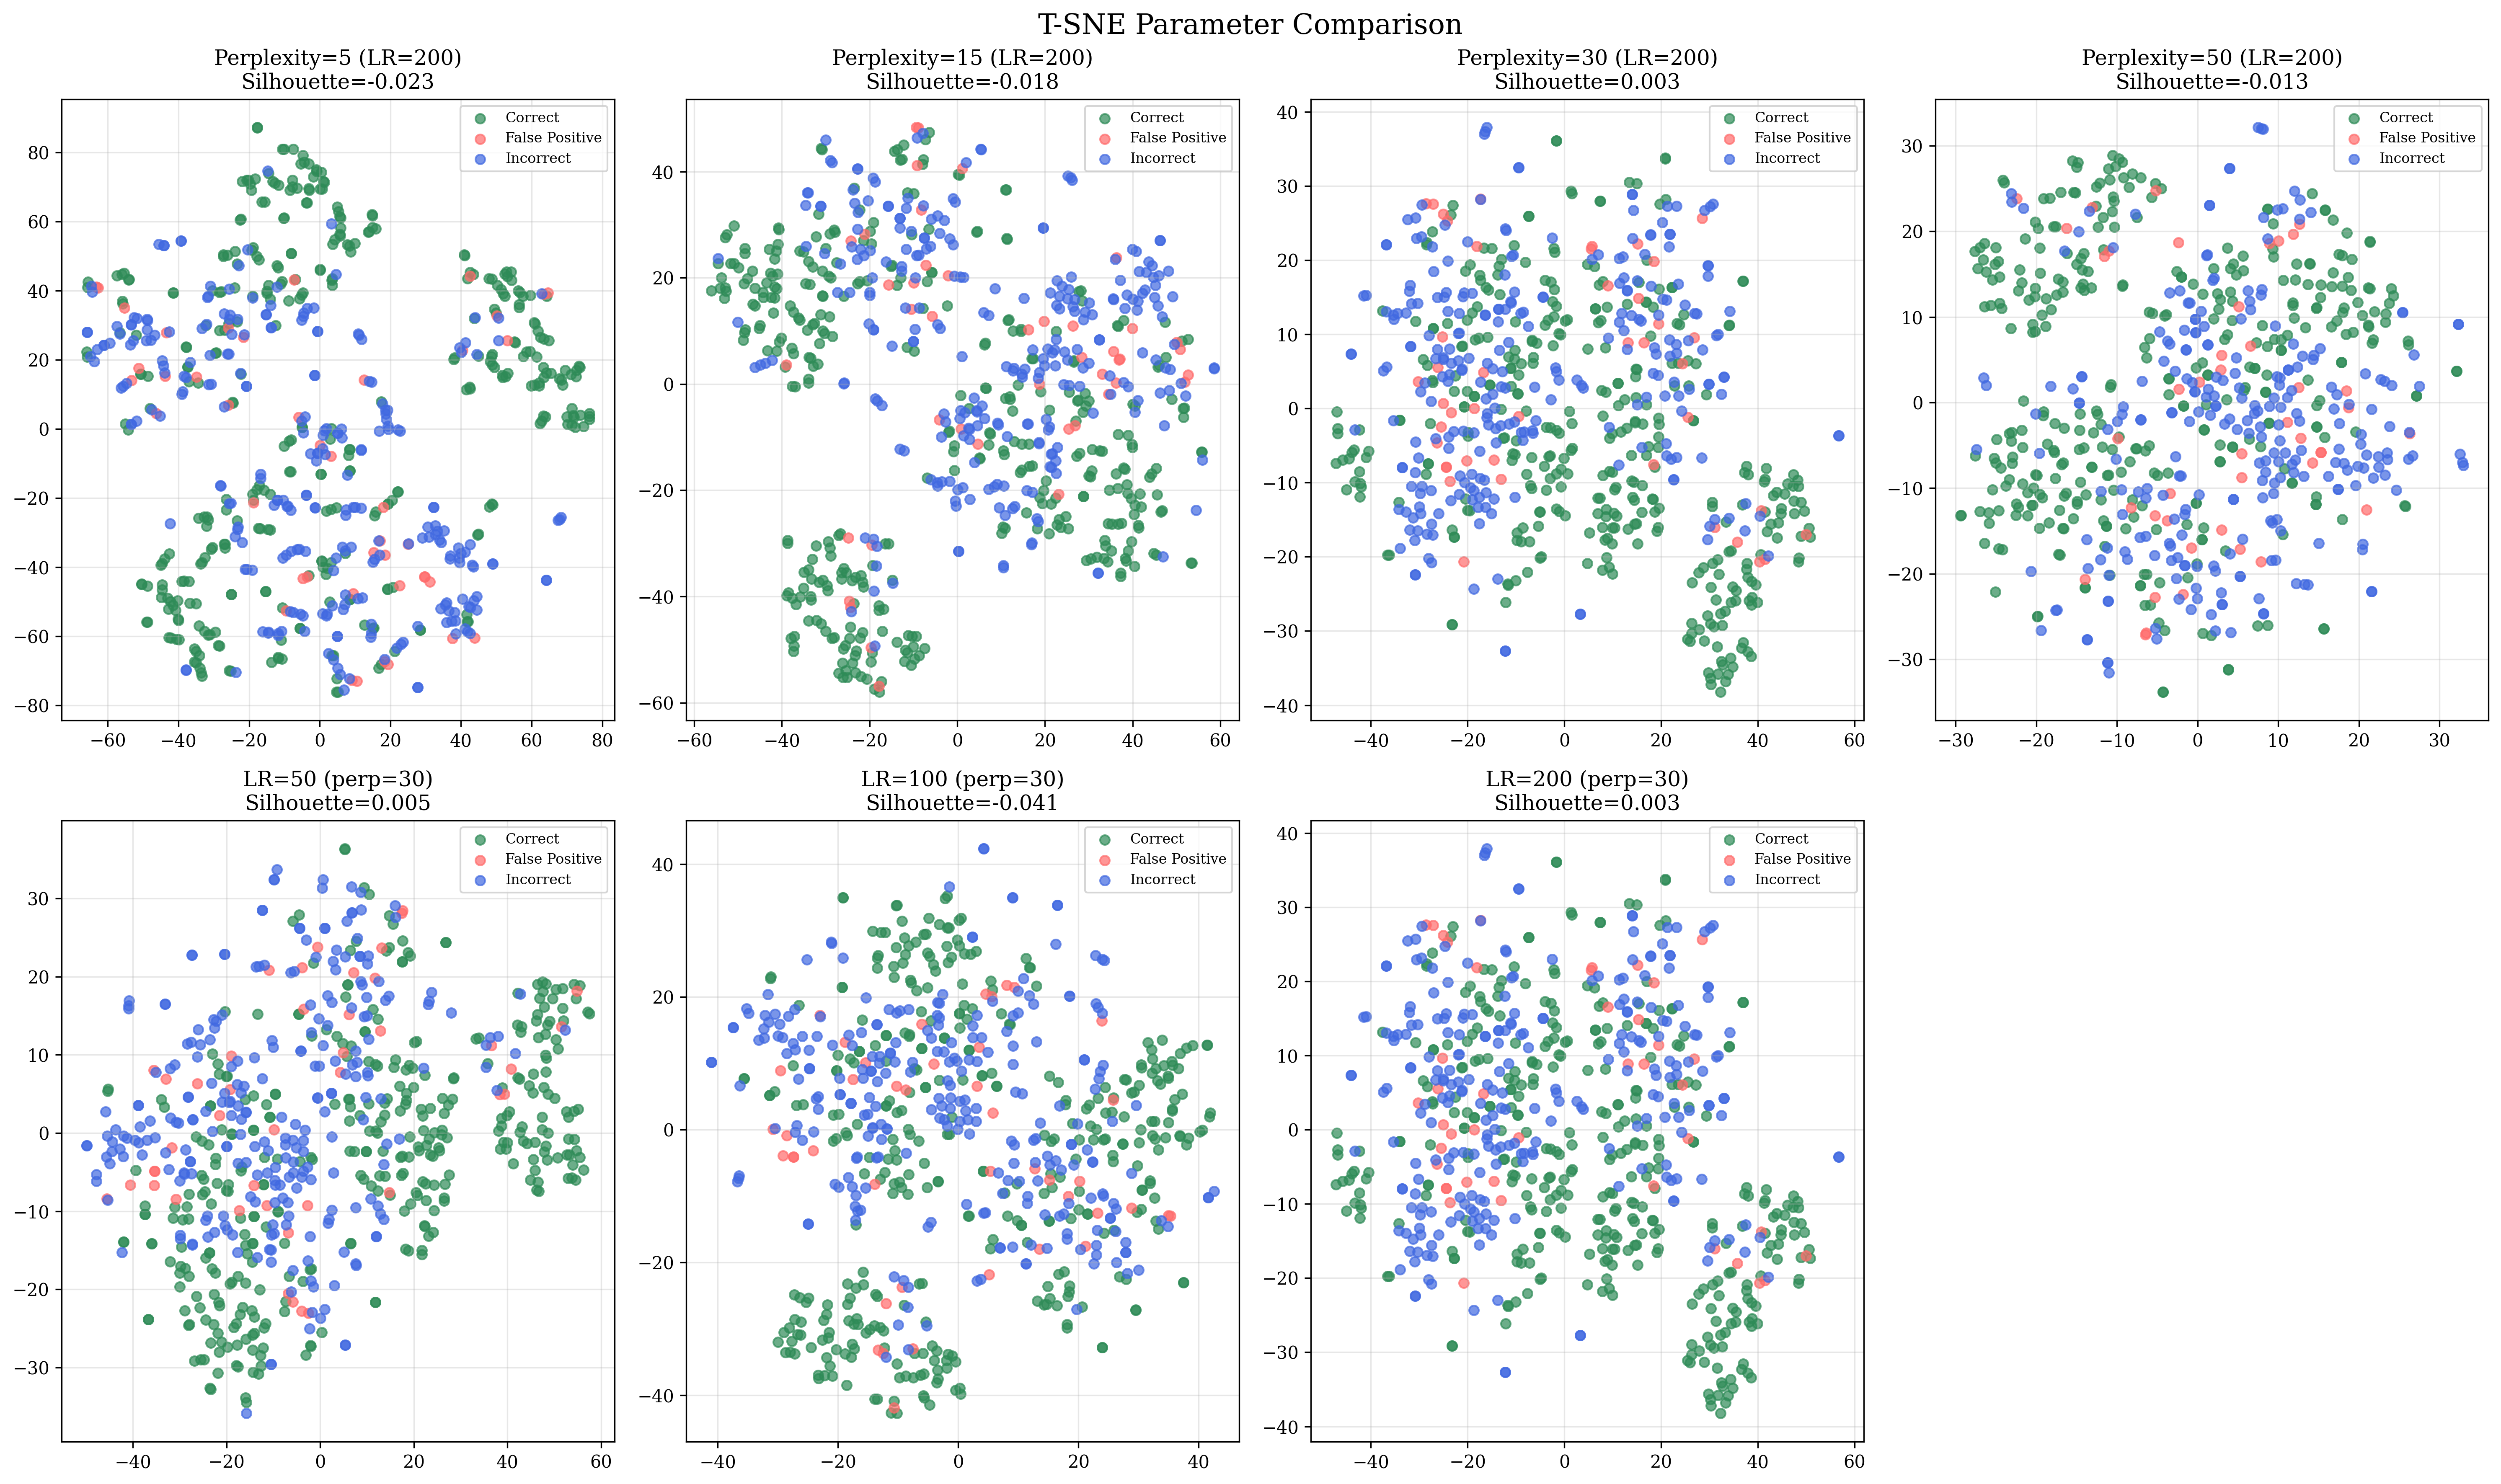 T-SNE Parameter Comparison
Perplexity=5 (LR=200)
Silhouette=-0.023
Correct
False Positive
Incorrect
80
60
40
20
0
−20
−40
−60
−80
−60 −40 −20 0 20 40 60 80
Perplexity=15 (LR=200)
Silhouette=-0.018
Correct
False Positive
Incorrect
40
20
0
−20
−40
−60
−60 −40 −20 0 20 40 60
Perplexity=30 (LR=200)
Silhouette=0.003
Correct
False Positive
Incorrect
40
30
20
10
0
−10
−20
−30
−40
−40 −20 0 20 40 60
Perplexity=50 (LR=200)
Silhouette=-0.013
Correct
False Positive
Incorrect
30
20
10
0
−10
−20
−30
−30 −20 −10 0 10 20 30
LR=50 (perp=30)
Silhouette=0.005
Correct
False Positive
Incorrect
30
20
10
0
−10
−20
−30
−40 −20 0 20 40 60
LR=100 (perp=30)
Silhouette=-0.041
Correct
False Positive
Incorrect
40
20
0
−20
−40
−40 −20 0 20 40
LR=200 (perp=30)
Silhouette=0.003
Correct
False Positive
Incorrect
40
30
20
10
0
−10
−20
−30
−40
−40 −20 0 20 40 60